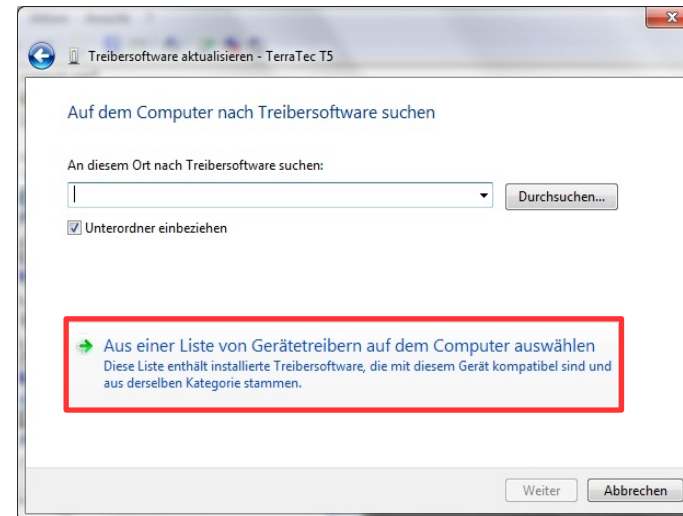 Treibersoftware aktualisieren - TerraTec T5
Auf dem Computer nach Treibersoftware suchen
An diesem Ort nach Treibersoftware suchen:
Durchsuchen...
Unterordner einbeziehen
Aus einer Liste von Gerätetreibern auf dem Computer auswählen
Diese Liste enthält installierte Treibersoftware, die mit diesem Gerät kompatibel sind und
aus derselben Kategorie stammen.
Weiter
Abbrechen